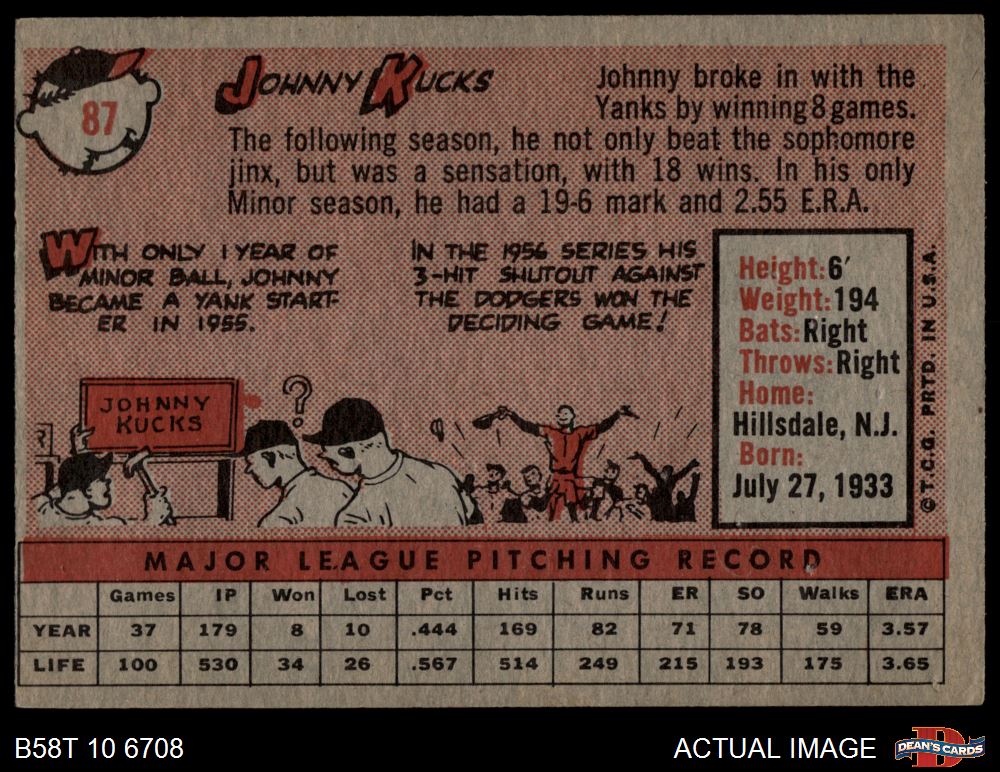 87
JOHNNY KUCKS
Johnny broke in with the
Yanks by winning 8 games.
The following season, he not only beat the sophomore
jinx, but was a sensation, with 18 wins. In his only
Minor season, he had a 19-6 mark and 2.55 E.R.A.
WITH ONLY 1 YEAR OF
MINOR BALL, JOHNNY
BECAME A YANK START-
ER IN 1955.
IN THE 1956 SERIES HIS
3-HIT SHUTOUT AGAINST
THE DODGERS WON THE
DECIDING GAME!
JOHNNY
KUCKS
?
Height: 6′
Weight: 194
Bats: Right
Throws: Right
Home:
Hillsdale, N.J.
Born:
July 27, 1933
© T.C.G. PRTD. IN U.S.A.
MAJOR LEAGUE PITCHING RECORD
Games IP Won Lost Pct Hits Runs ER SO Walks ERA
YEAR 37 179 8 10 .444 169 82 71 78 59 3.57
LIFE 100 530 34 26 .567 514 249 215 193 175 3.65
B58T 10 6708
ACTUAL IMAGE
DEAN'S CARDS